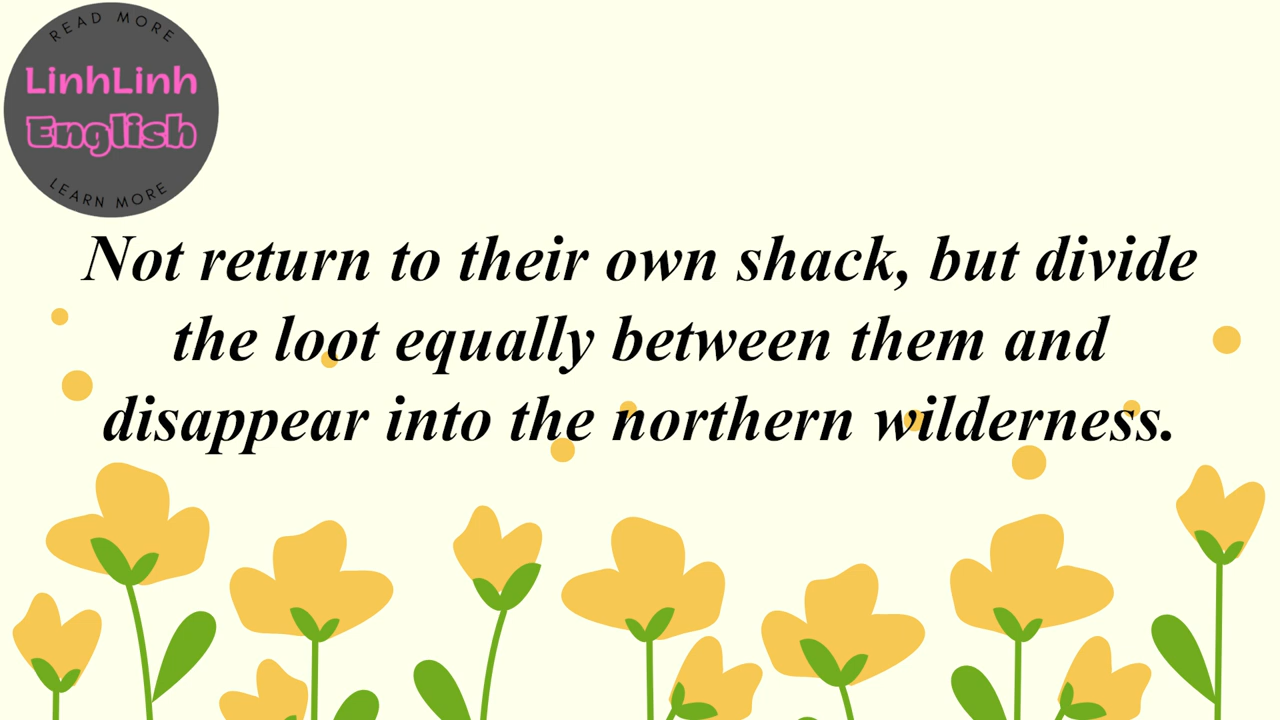 READ MORE
LinhLinh
English
LEARN MORE
Not return to their own shack, but divide
the loot equally between them and
disappear into the northern wilderness.